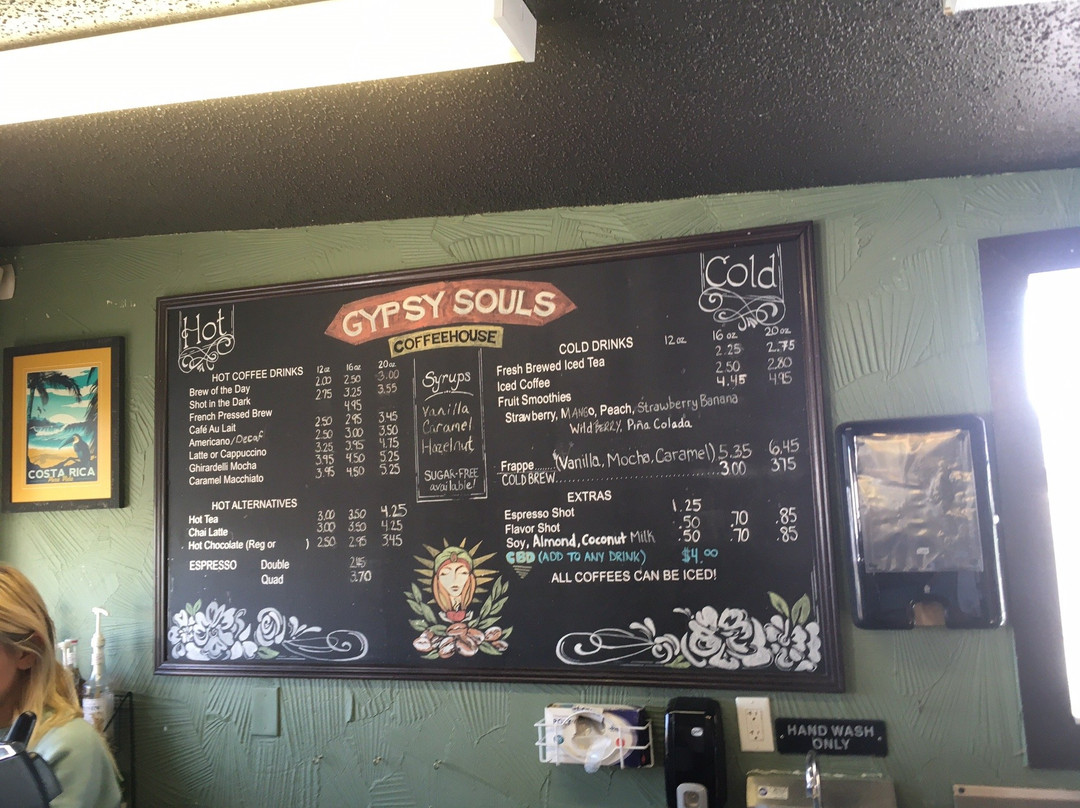 Hot
GYPSY SOULS
COFFEEHOUSE
HOT COFFEE DRINKS 12oz 16oz 20oz
Brew of the Day 2.00 2.50 3.00
Shot in the Dark 2.75 3.25 3.55
French Pressed Brew 4.95
Café Au Lait 2.50 2.95 3.45
Americano/Decaf 2.50 3.00 3.50
Latte or Cappuccino 3.25 3.95 4.75
Ghirardelli Mocha 3.95 4.50 5.25
Caramel Macchiato 3.95 4.50 5.25
HOT ALTERNATIVES
Hot Tea 3.00 3.50 4.25
Chai Latte 3.00 3.50 4.25
Hot Chocolate (Reg or ) 2.50 2.95 3.45
ESPRESSO Double 2.45
Quad 3.70
Syrups
Vanilla
Caramel
Hazelnut
SUGAR-FREE
available!
Cold
COLD DRINKS 12oz 16oz 20oz
Fresh Brewed Iced Tea 2.25 2.75
Iced Coffee 2.50 2.80
Fruit Smoothies 4.45 4.95
Strawberry, MANGO, Peach, Strawberry Banana
Wild BERRY, Piña Colada
Frappe......(Vanilla, Mocha, Caramel) 5.35 6.45
COLD BREW........ 3.00 3.75
EXTRAS
Espresso Shot 1.25
Flavor Shot .50 .70 .85
Soy, Almond, Coconut Milk .50 .70 .85
CBD (ADD TO ANY DRINK) $4.00
ALL COFFEES CAN BE ICED!
COSTA RICA
HAND WASH
ONLY